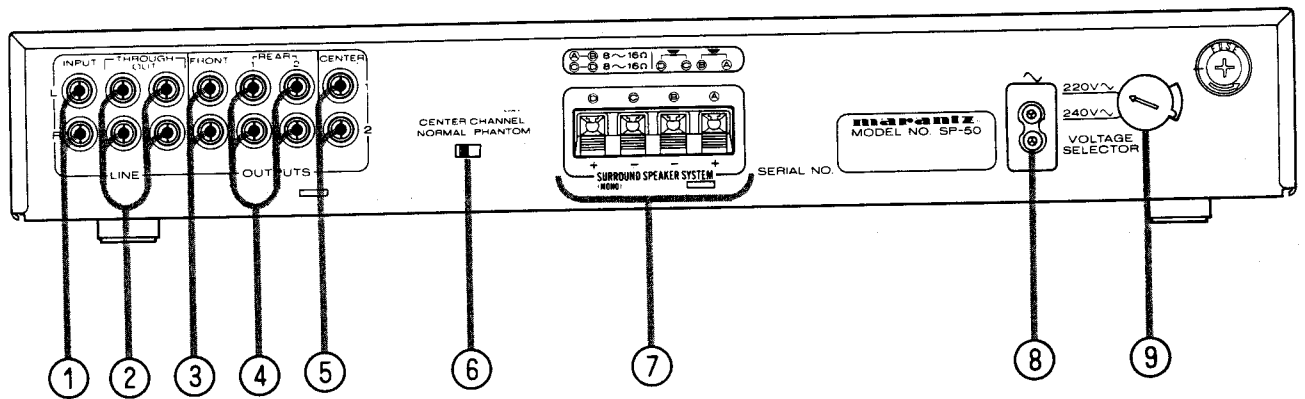 INPUT THROUGH OUT FRONT REAR CENTER
1 2
L 1
R 2
LINE OUTPUTS
CENTER CHANNEL
NORMAL PHANTOM
Ⓐ–Ⓑ 8～16Ω
Ⓒ–Ⓓ 8～16Ω
Ⓓ Ⓒ Ⓑ Ⓐ
Ⓓ Ⓒ Ⓑ Ⓐ
+ − − +
SURROUND SPEAKER SYSTEM
(MONO)
SERIAL NO.
marantz
MODEL NO. SP-50
～
220V～
240V～
VOLTAGE
SELECTOR
FUSE
1 2 3 4 5 6 7 8 9